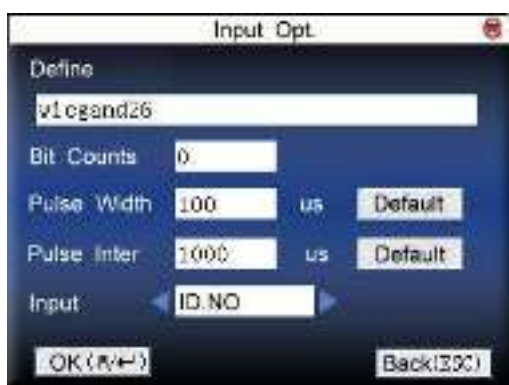 Input Opt.
Define
wiegand26
Bit Counts 0
Pulse Width 100 us Default
Pulse Inter 1000 us Default
Input ID.NO
OK(M/↵) Back(ESC)